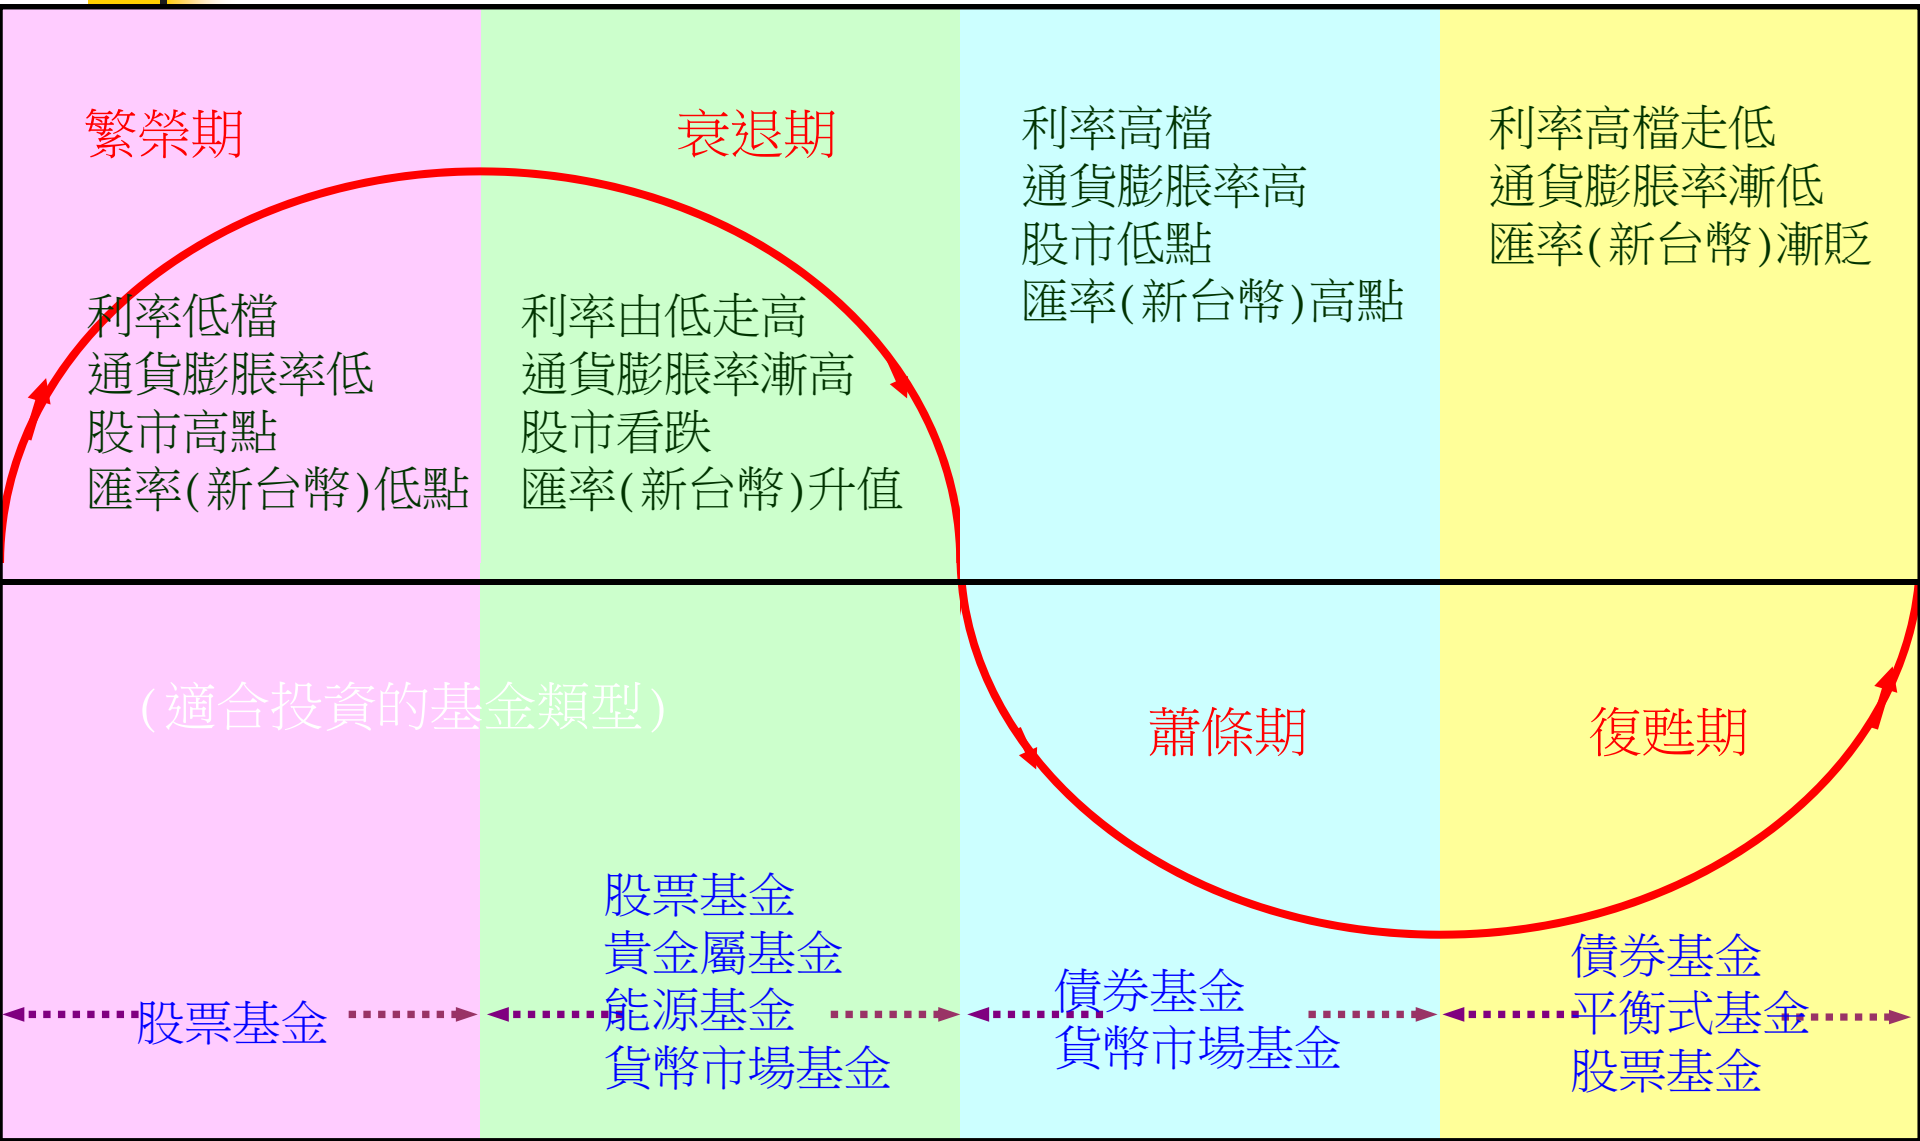 繁榮期
利率低檔
通貨膨脹率低
股市高點
匯率(新台幣)低點
衰退期
利率由低走高
通貨膨脹率漸高
股市看跌
匯率(新台幣)升值
利率高檔
通貨膨脹率高
股市低點
匯率(新台幣)高點
利率高檔走低
通貨膨脹率漸低
匯率(新台幣)漸貶
(適合投資的基金類型)
蕭條期
復甦期
股票基金
股票基金
貴金屬基金
能源基金
貨幣市場基金
債券基金
貨幣市場基金
債券基金
平衡式基金
股票基金